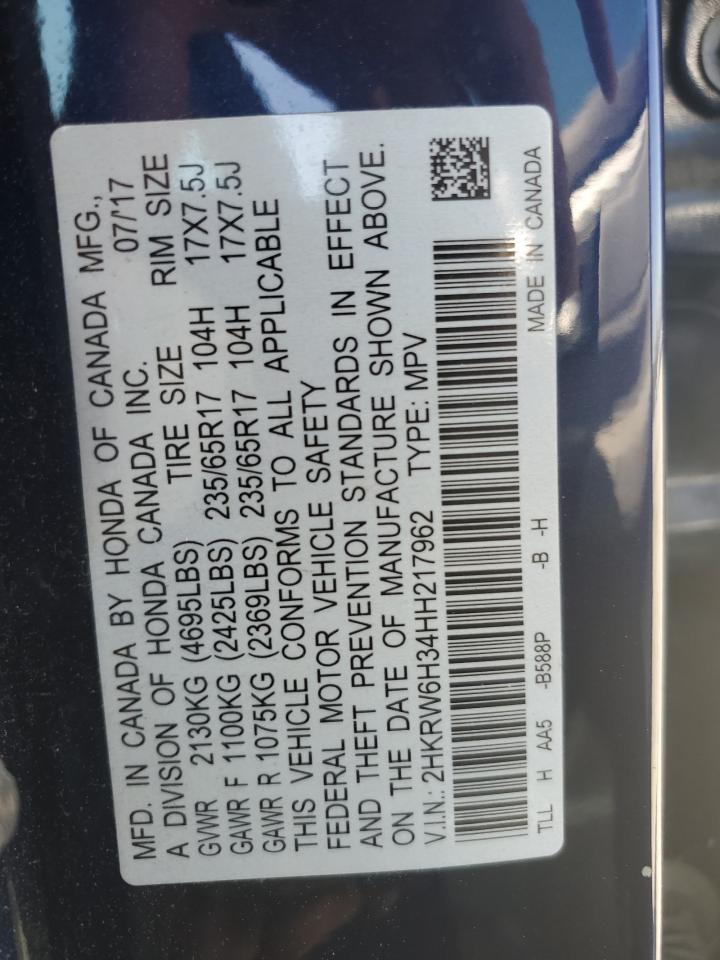 MFD. IN CANADA BY HONDA OF CANADA MFG.,
A DIVISION OF HONDA CANADA INC. 07/'17
GVWR 2130KG (4695LBS) TIRE SIZE RIM SIZE
GAWR F 1100KG (2425LBS) 235/65R17 104H 17X7.5J
GAWR R 1075KG (2369LBS) 235/65R17 104H 17X7.5J
THIS VEHICLE CONFORMS TO ALL APPLICABLE
FEDERAL MOTOR VEHICLE SAFETY
AND THEFT PREVENTION STANDARDS IN EFFECT
ON THE DATE OF MANUFACTURE SHOWN ABOVE.
V.I.N.: 2HKRW6H34HH217962 TYPE: MPV
TLL H AA5 -B588P -B -H MADE IN CANADA